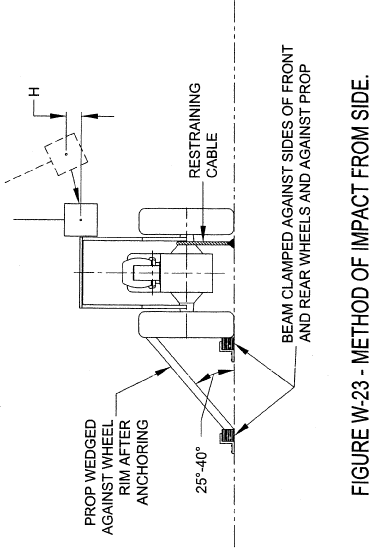 H
RESTRAINING
CABLE
PROP WEDGED
AGAINST WHEEL
RIM AFTER
ANCHORING
25°-40°
BEAM CLAMPED AGAINST SIDES OF FRONT
AND REAR WHEELS AND AGAINST PROP
FIGURE W-23 - METHOD OF IMPACT FROM SIDE.